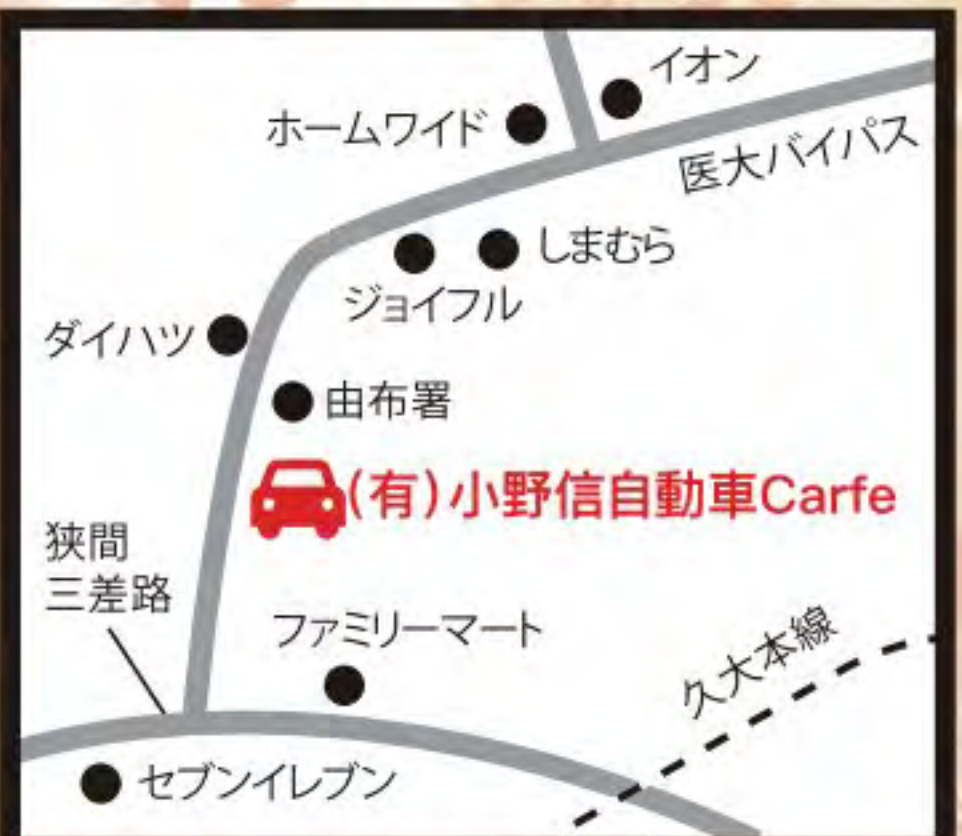 イオン
ホームワイド
医大バイパス
しまむら
ジョイフル
ダイハツ
由布署
(有)小野信自動車Carfe
狭間
三差路
ファミリーマート
久大本線
セブンイレブン